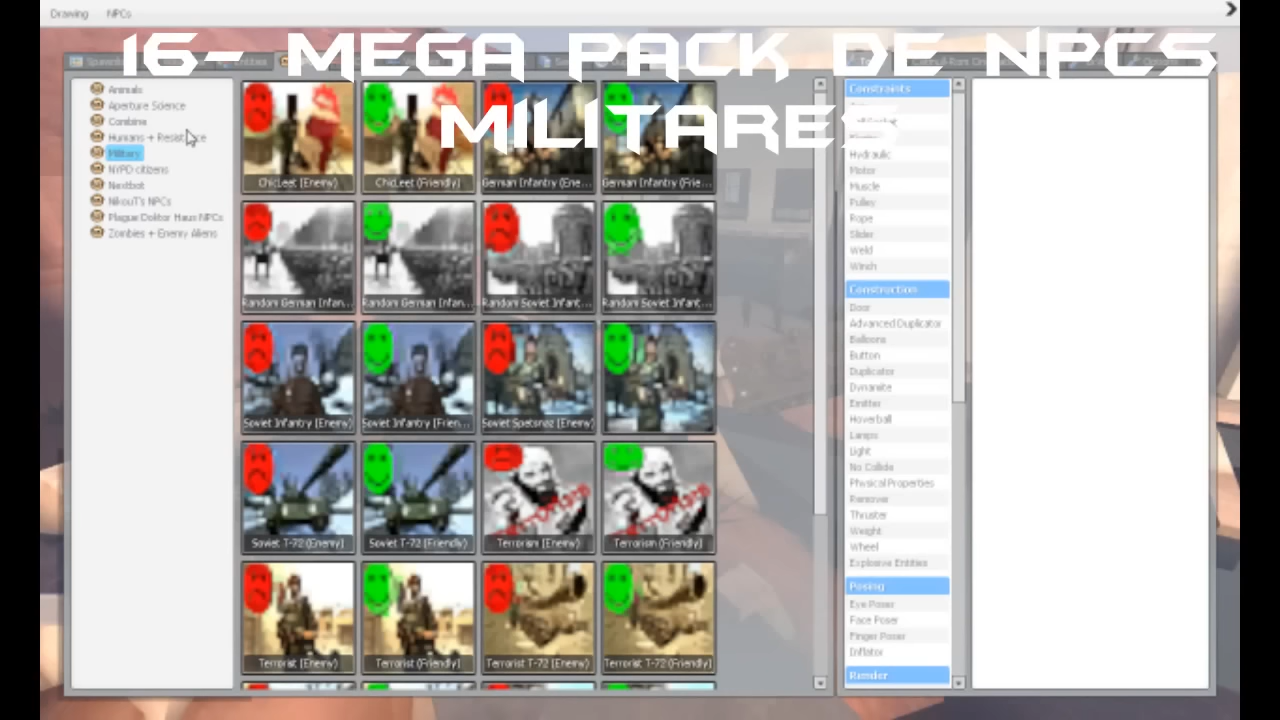 Drawing NPCs
16- MEGA PACK DE NPCS
MILITARES
Animals
Aperture Science
Combine
Humans + Resistance
Military
NYPD citizens
Nextbot
NikouT's NPCs
Plague Doktor Haus NPCs
Zombies + Enemy Aliens
ChicLeet (Enemy)
ChicLeet (Friendly)
German Infantry (Ene...
German Infantry (Frie...
Random German Infan...
Random German Infan...
Random Soviet Infant...
Random Soviet Infant...
Soviet Infantry (Enemy)
Soviet Infantry (Frien...
Soviet Spetsnaz (Enemy)
Soviet T-72 (Enemy)
Soviet T-72 (Friendly)
Terrorism (Enemy)
Terrorism (Friendly)
Terrorist (Enemy)
Terrorist (Friendly)
Terrorist T-72 (Enemy)
Terrorist T-72 (Friendly)
Constraints
Hydraulic
Motor
Muscle
Pulley
Rope
Slider
Weld
Winch
Construction
Door
Advanced Duplicator
Balloons
Button
Duplicator
Dynamite
Emitter
Hoverball
Lamps
Light
No Collide
Physical Properties
Remover
Thruster
Weight
Wheel
Explosive Entities
Posing
Eye Poser
Face Poser
Finger Poser
Inflator
Render